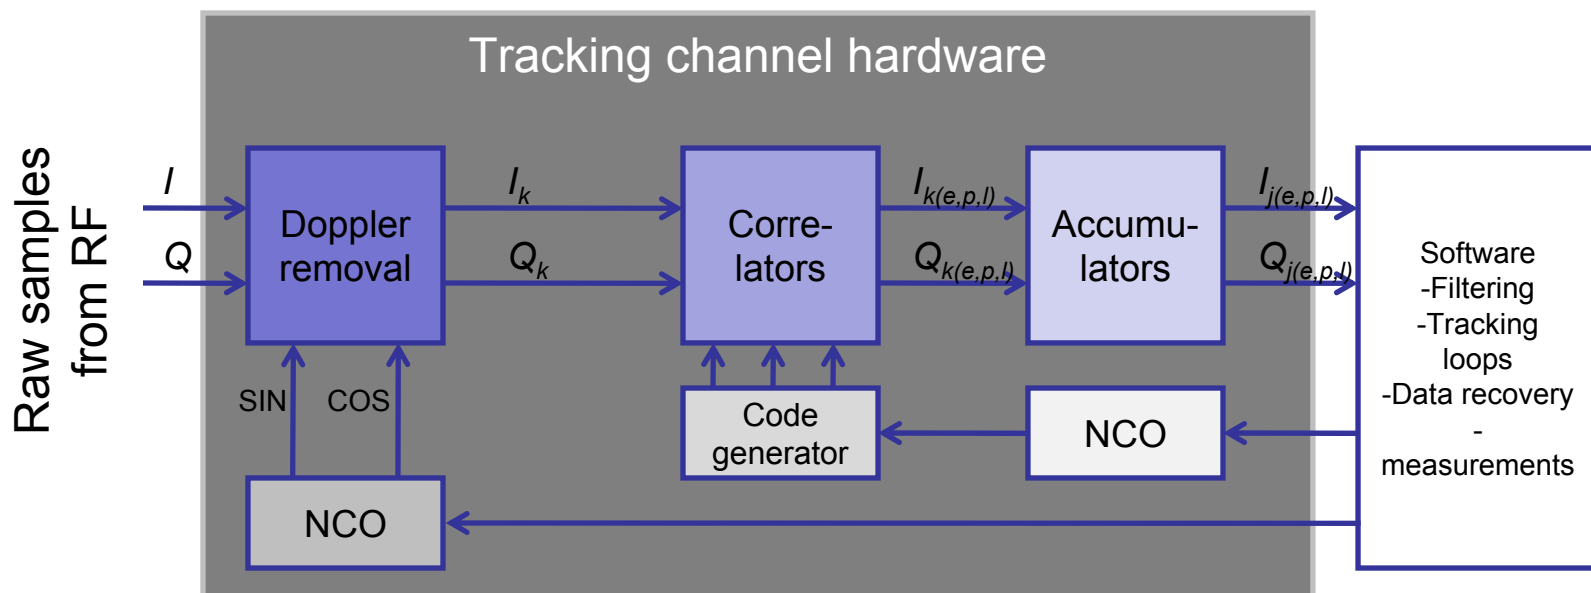 Tracking channel hardware
Raw samples
from RF
I
Q
Doppler
removal
I_k
Q_k
Corre-
lators
I_k(e,p,l)
Q_k(e,p,l)
Accumu-
lators
I_j(e,p,l)
Q_j(e,p,l)
Software
-Filtering
-Tracking
loops
-Data recovery
-
measurements
SIN
COS
Code
generator
NCO
NCO